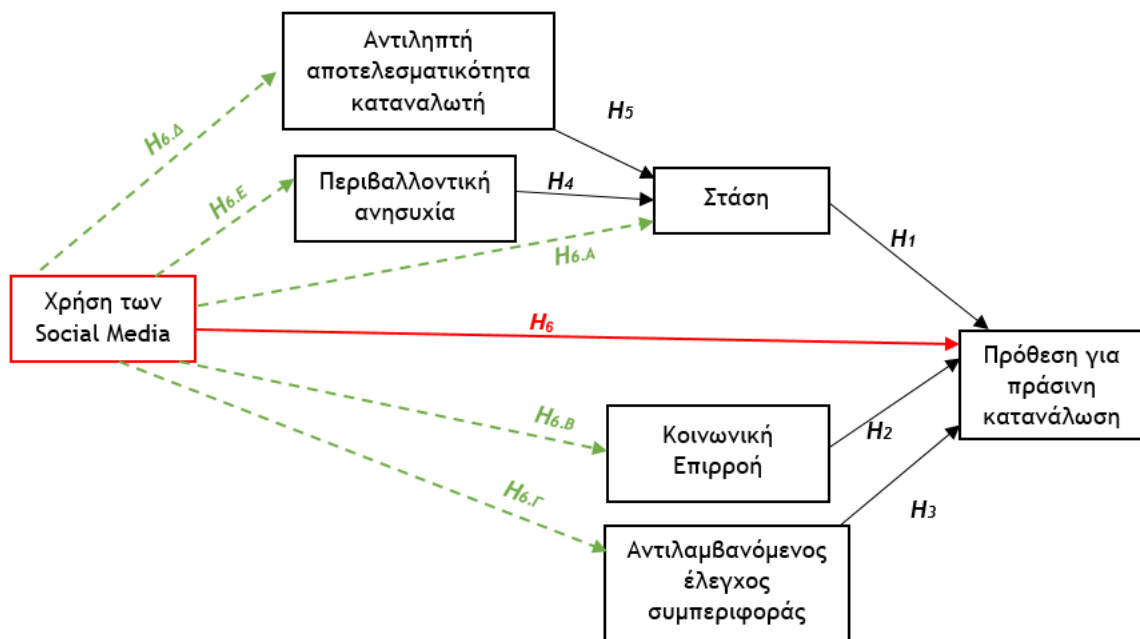 Αντιληπτή
αποτελεσματικότητα
καταναλωτή
H5
H6.Δ
Περιβαλλοντική
ανησυχία
H4
Στάση
H6.Ε
H6.Α
H1
Χρήση των
Social Media
H6
Πρόθεση για
πράσινη
κατανάλωση
H6.Β
Κοινωνική
Επιρροή
H2
H6.Γ
H3
Αντιλαμβανόμενος
έλεγχος
συμπεριφοράς